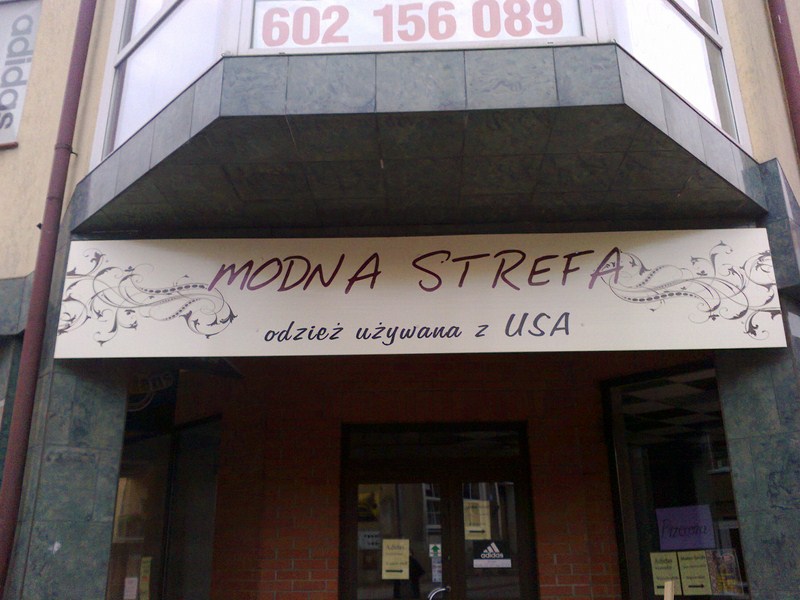 602 156 089
adidas
MODNA STREFA
odzież używana z USA
adidas